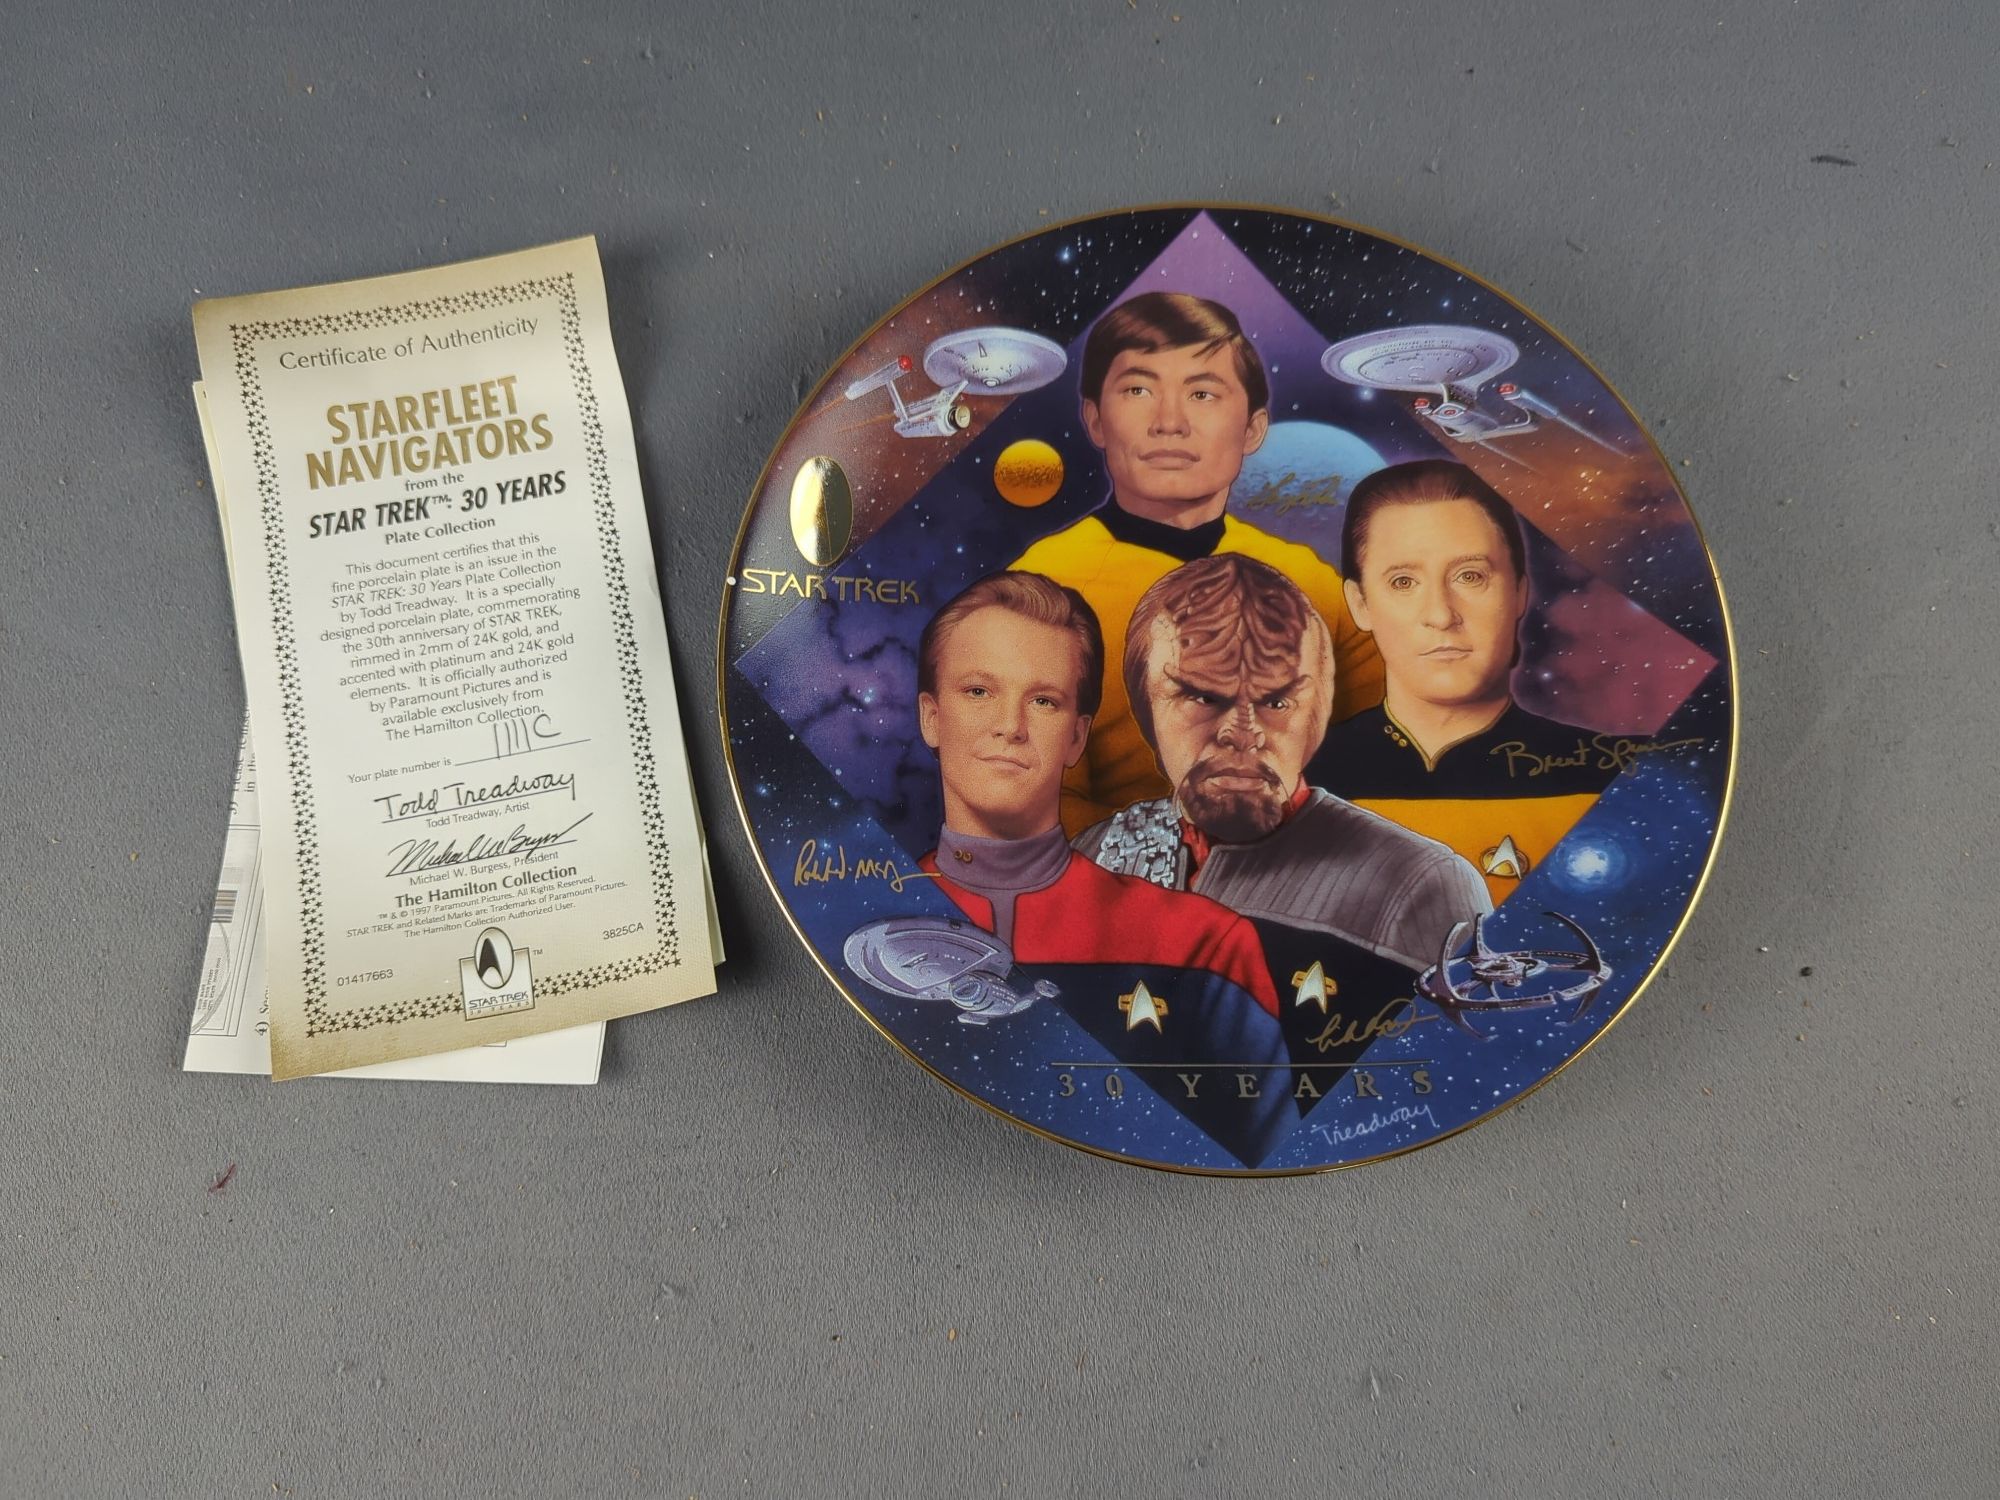 Certificate of Authenticity
STARFLEET
NAVIGATORS
from the
STAR TREK™: 30 YEARS
Plate Collection
This document certifies that this
fine porcelain plate is an issue in the
STAR TREK: 30 Years Plate Collection
by Todd Treadway. It is a specially
designed porcelain plate, commemorating
the 30th anniversary of STAR TREK,
rimmed in 2mm of 24K gold, and
accented with platinum and 24K gold
elements. It is officially authorized
by Paramount Pictures and is
available exclusively from
The Hamilton Collection.
Your plate number is 1111C
Todd Treadway
Todd Treadway, Artist
Michael W. Burgess, President
The Hamilton Collection
™ & © 1997 Paramount Pictures. All Rights Reserved.
STAR TREK and Related Marks are Trademarks of Paramount Pictures.
The Hamilton Collection Authorized User.
01417663
3825CA
™
STAR TREK
30 YEARS
STAR TREK
Brent
30 YEARS
Treadway